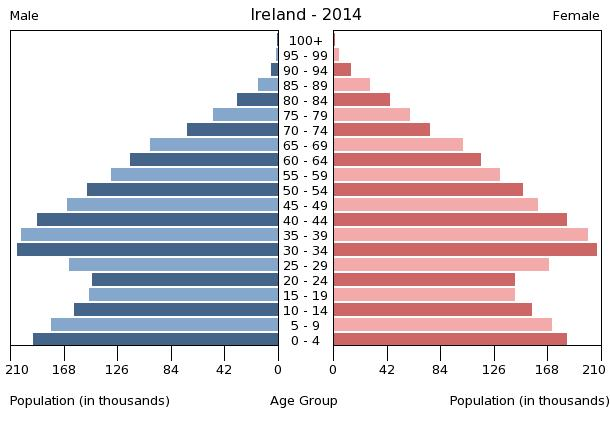 Male Ireland - 2014 Female
100+
95 - 99
90 - 94
85 - 89
80 - 84
75 - 79
70 - 74
65 - 69
60 - 64
55 - 59
50 - 54
45 - 49
40 - 44
35 - 39
30 - 34
25 - 29
20 - 24
15 - 19
10 - 14
5 - 9
0 - 4
210 168 126 84 42 0 0 42 84 126 168 210
Population (in thousands) Age Group Population (in thousands)